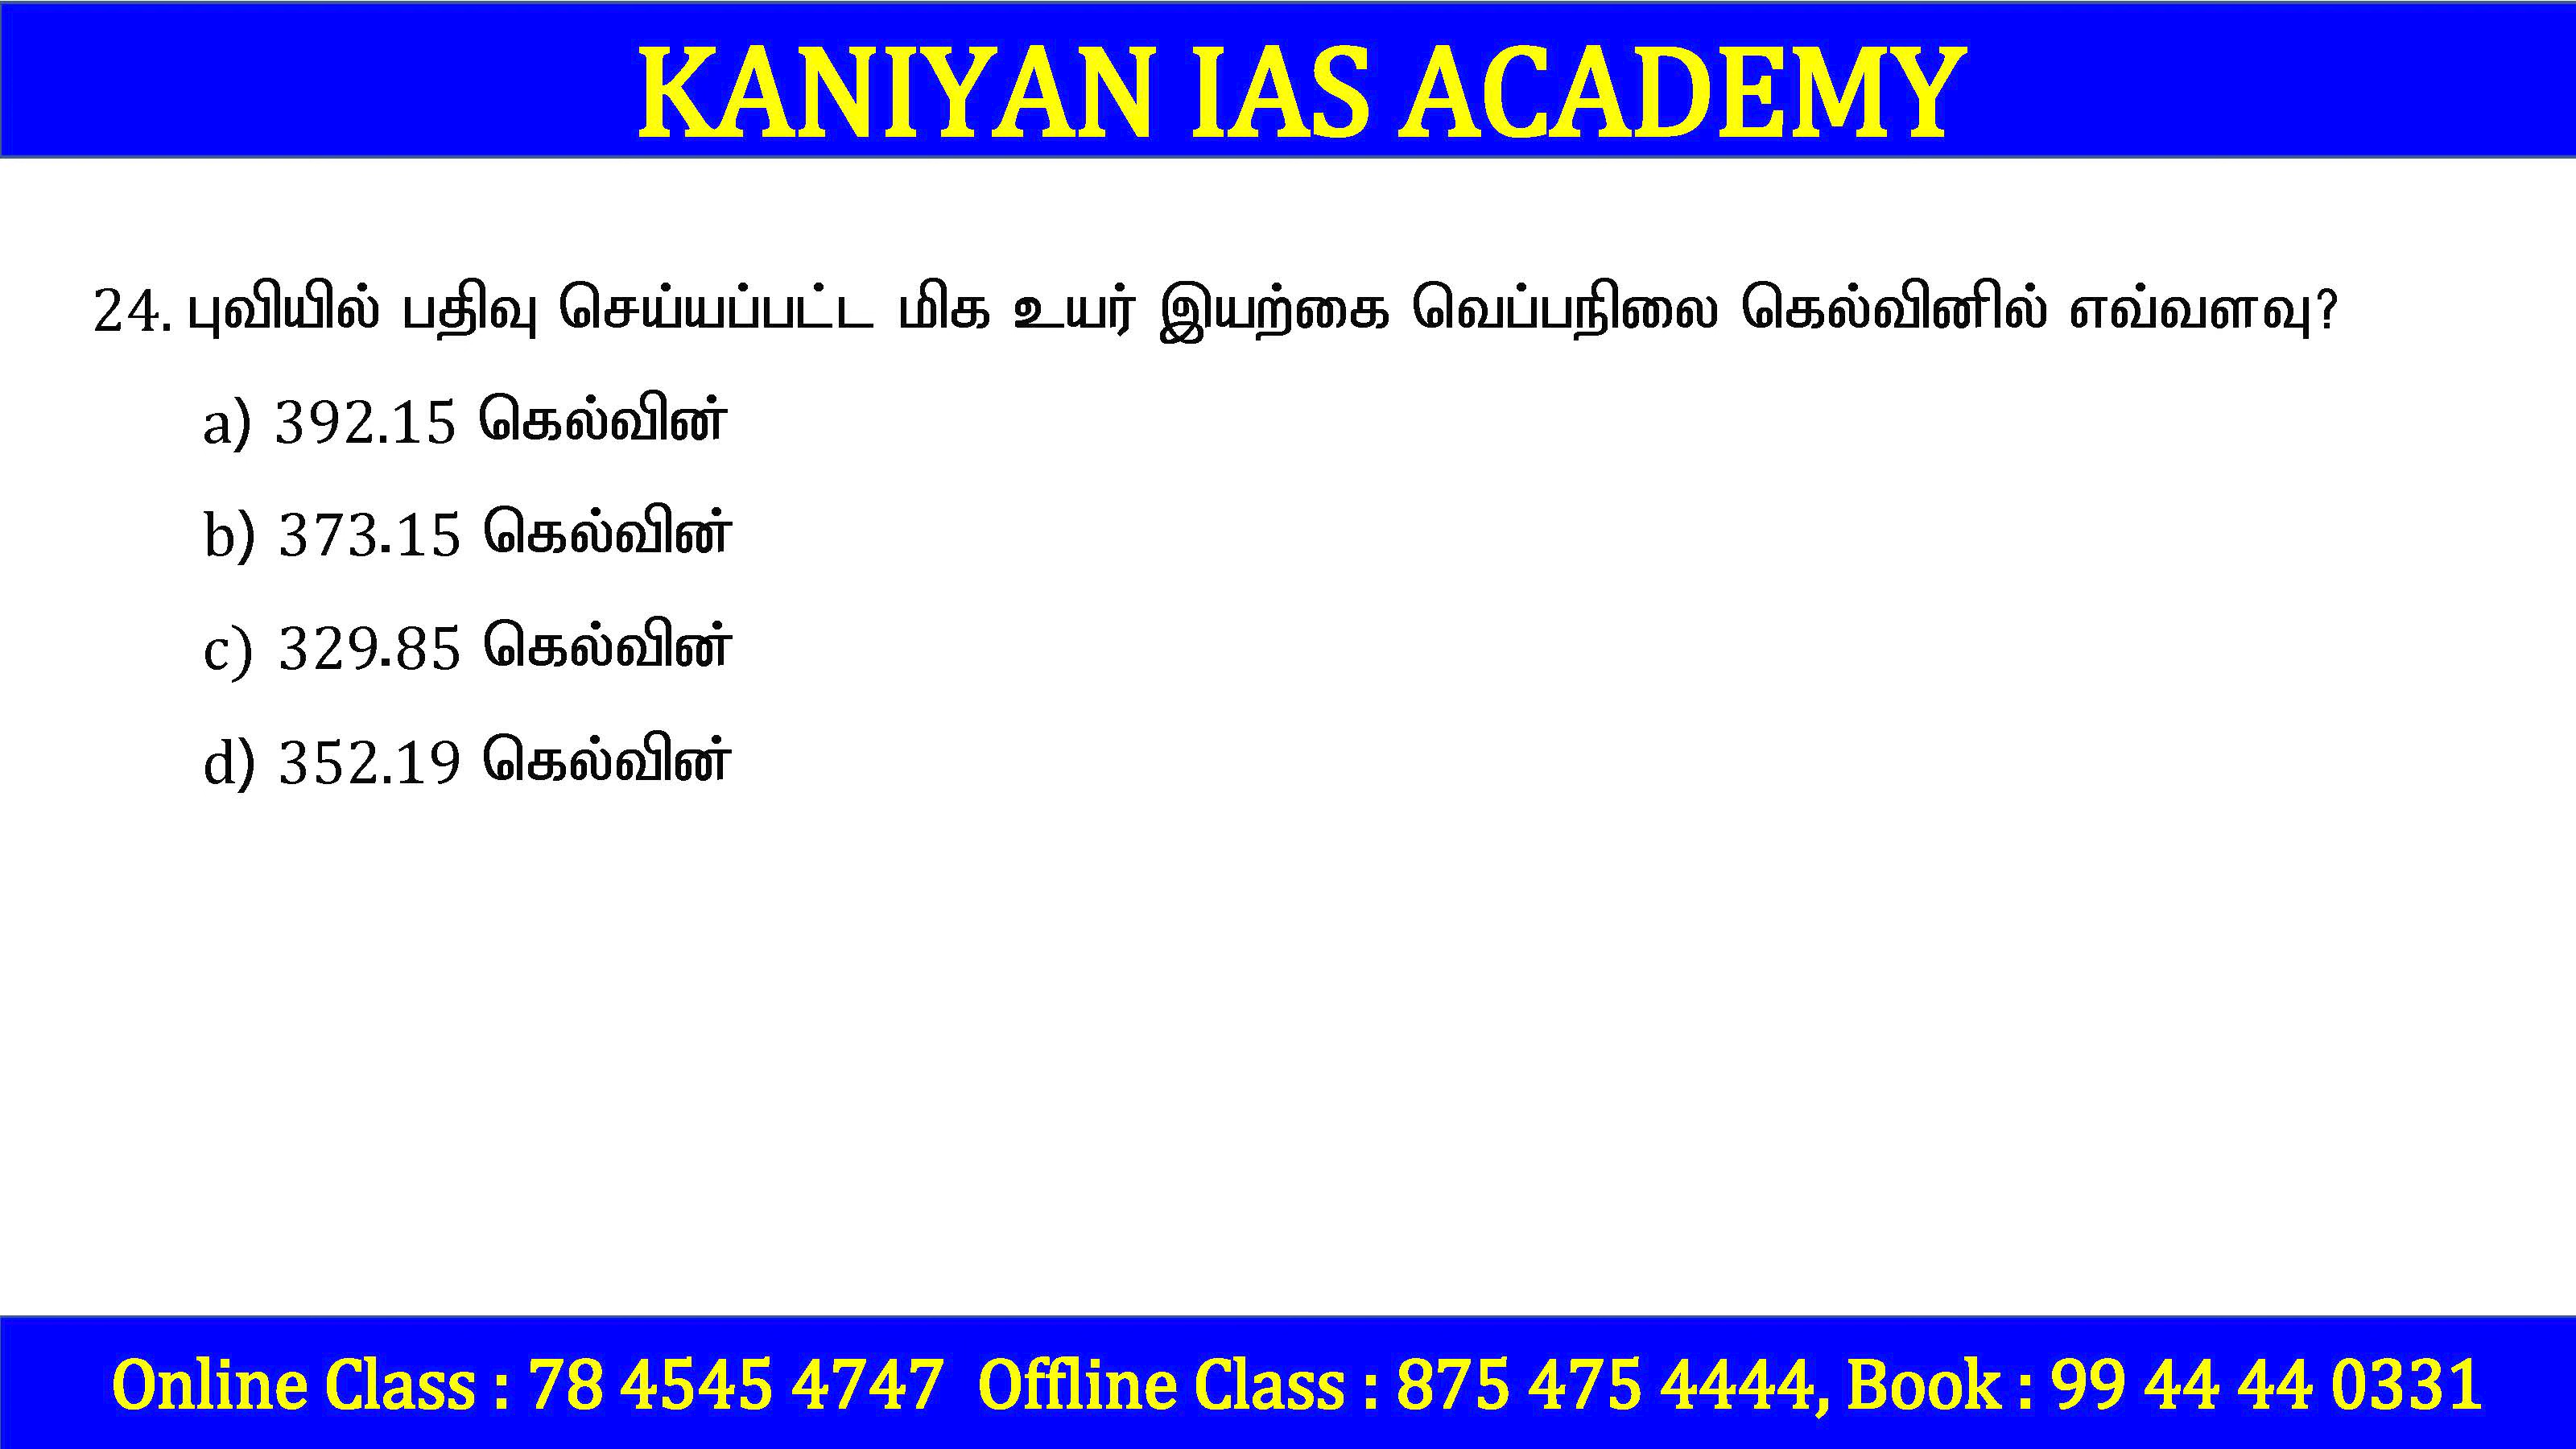 KANIYAN IAS ACADEMY
24. புவியில் பதிவு செய்யப்பட்ட மிக உயர் இயற்கை வெப்பநிலை கெல்வினில் எவ்வளவு?
a) 392.15 கெல்வின்
b) 373.15 கெல்வின்
c) 329.85 கெல்வின்
d) 352.19 கெல்வின்
Online Class : 78 4545 4747 Offline Class : 875 475 4444, Book : 99 44 44 0331